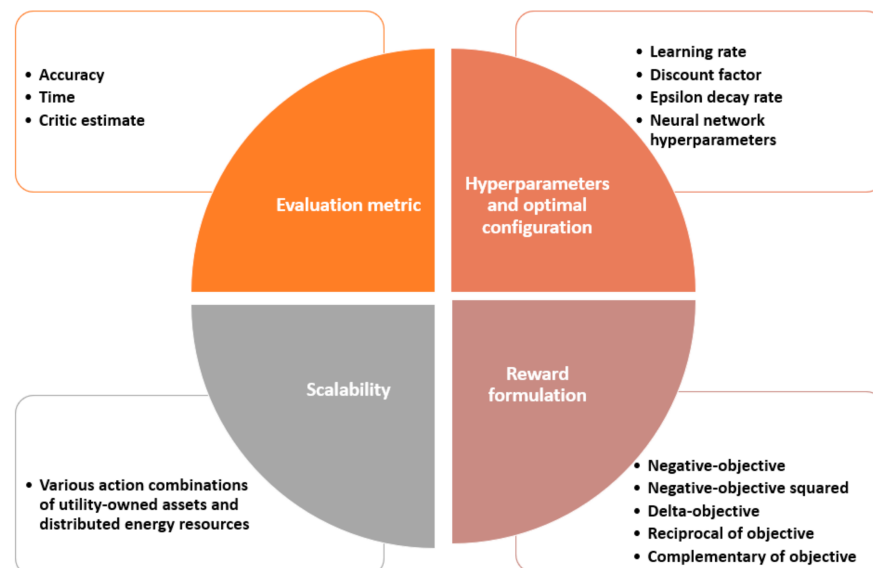 • Accuracy
• Time
• Critic estimate
• Learning rate
• Discount factor
• Epsilon decay rate
• Neural network
hyperparameters
Evaluation metric
Hyperparameters
and optimal
configuration
Scalability
Reward
formulation
• Various action combinations
of utility-owned assets and
distributed energy resources
• Negative-objective
• Negative-objective squared
• Delta-objective
• Reciprocal of objective
• Complementary of objective